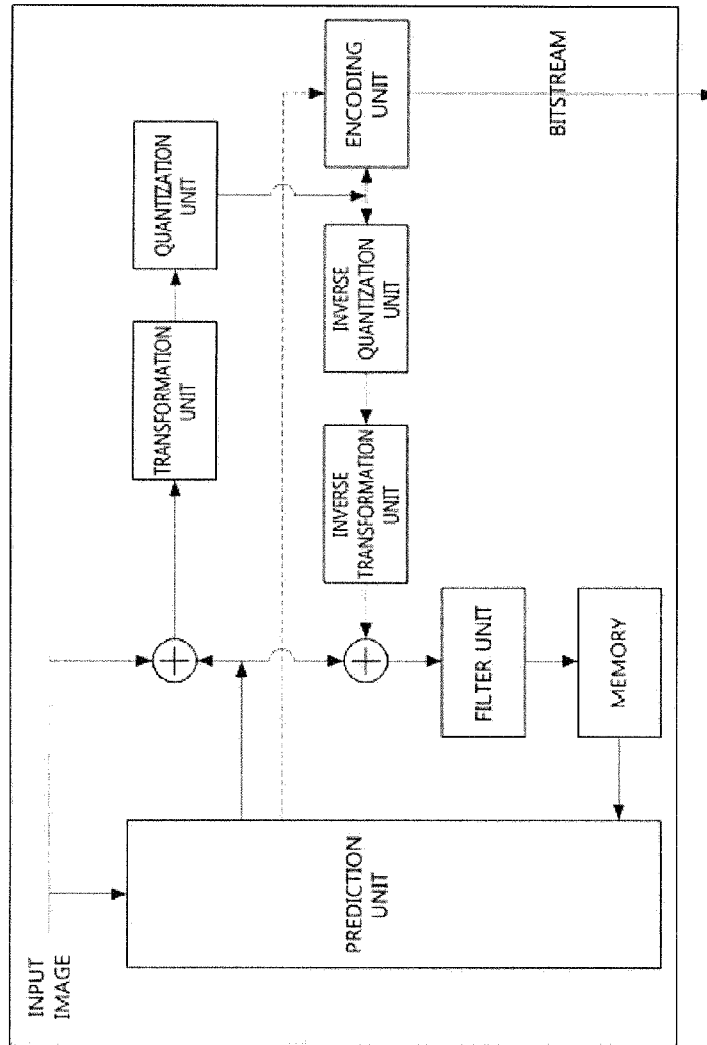 INPUT
IMAGE
PREDICTION
UNIT
TRANSFORMATION
UNIT
QUANTIZATION
UNIT
INVERSE
TRANSFORMATION
UNIT
INVERSE
QUANTIZATION
UNIT
ENCODING
UNIT
FILTER UNIT
MEMORY
BITSTREAM